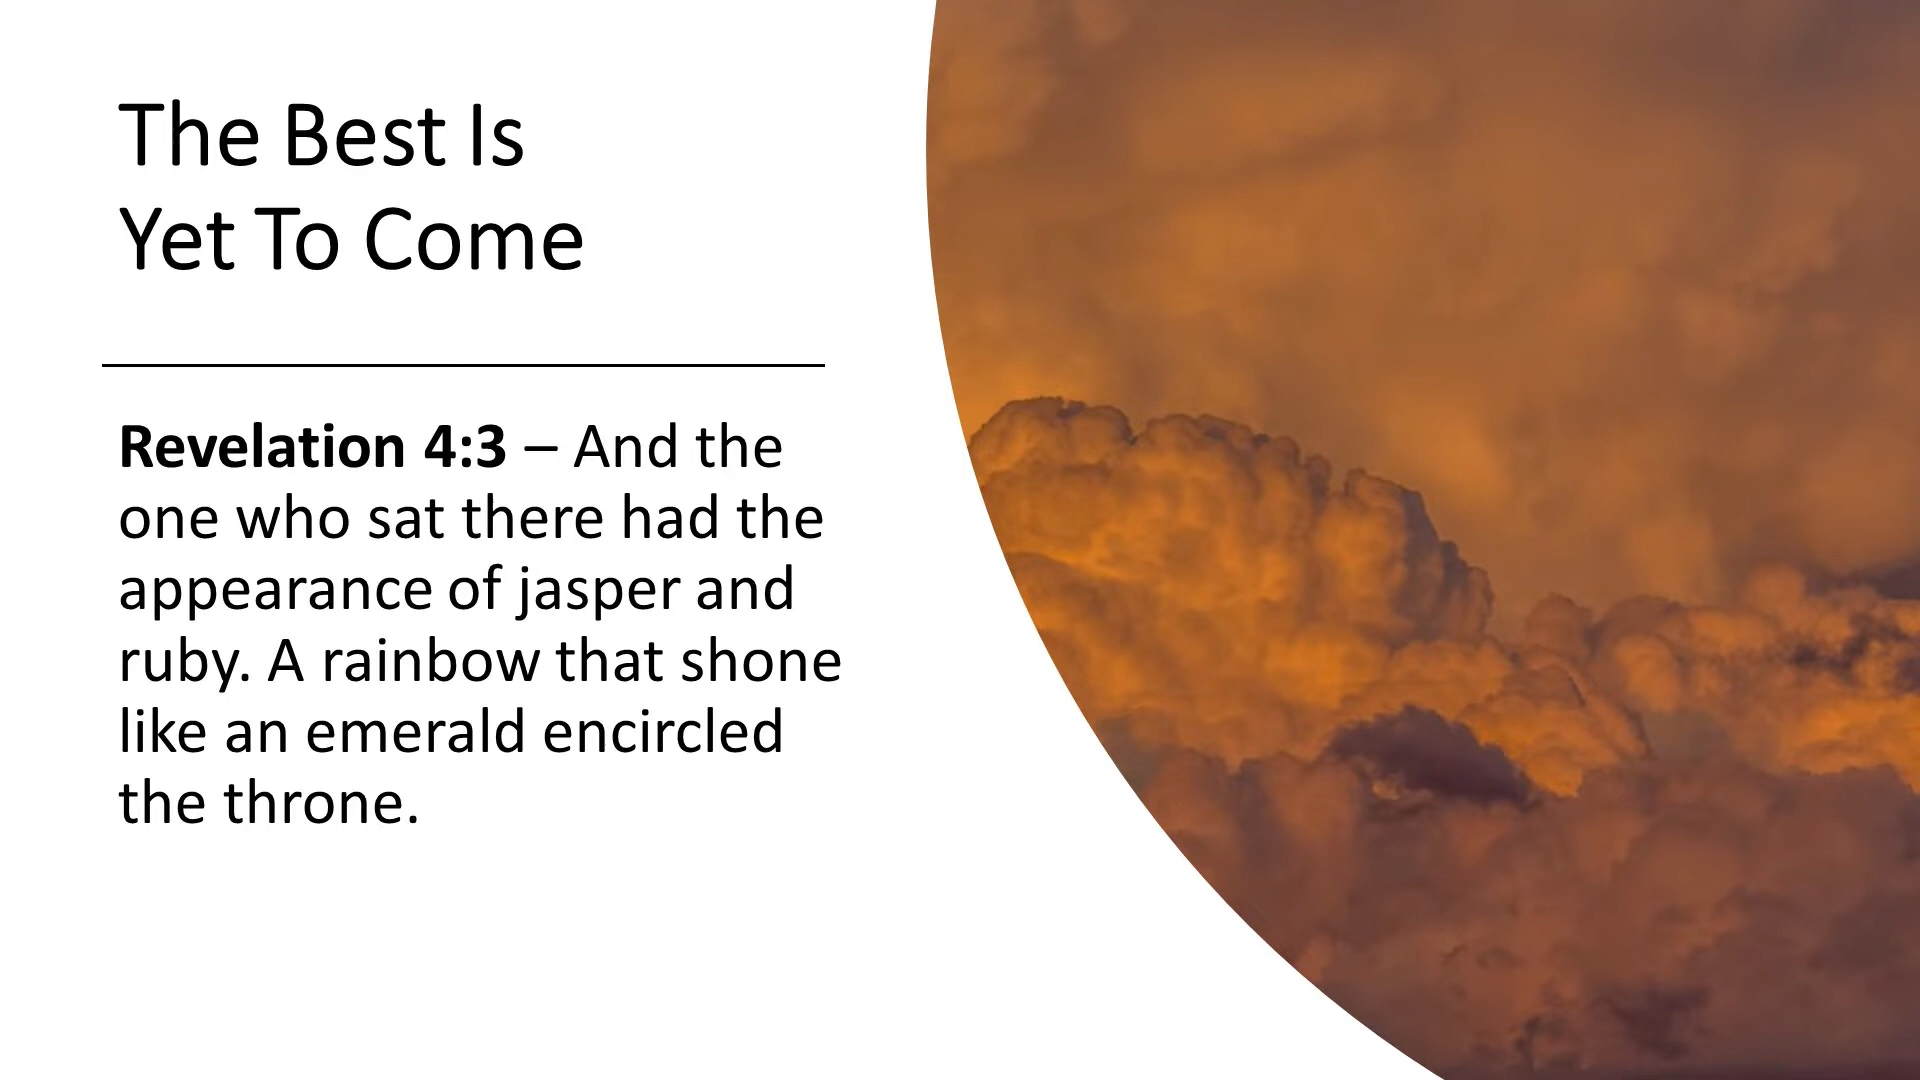 The Best Is
Yet To Come
Revelation 4:3 – And the
one who sat there had the
appearance of jasper and
ruby. A rainbow that shone
like an emerald encircled
the throne.